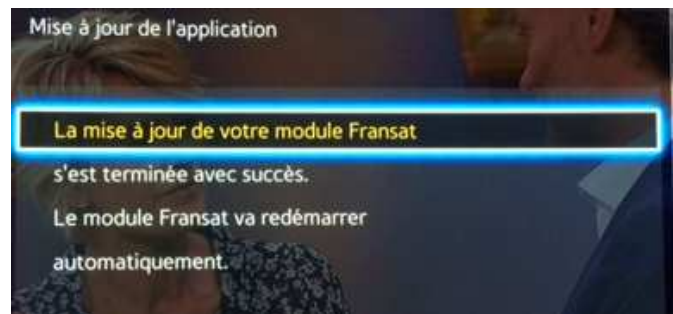 Mise à jour de l'application
La mise à jour de votre module Fransat
s'est terminée avec succès.
Le module Fransat va redémarrer
automatiquement.